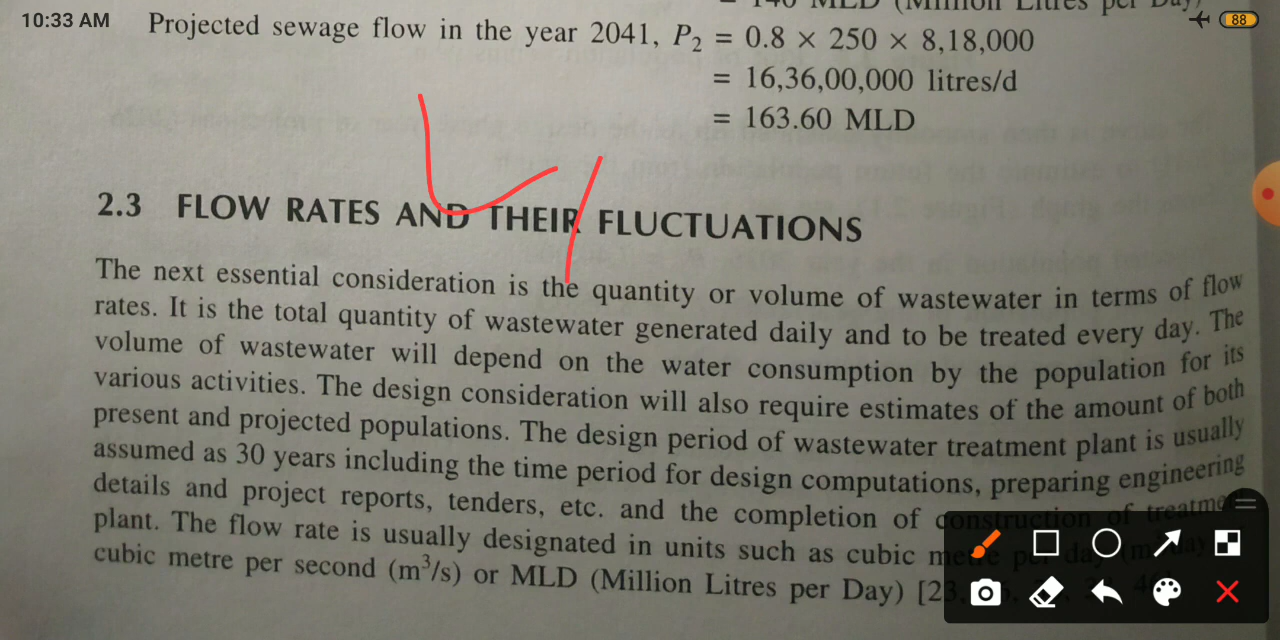 10:33 AM
88
Projected sewage flow in the year 2041, P₂ = 0.8 × 250 × 8,18,000
= 16,36,00,000 litres/d
= 163.60 MLD
2.3 FLOW RATES AND THEIR FLUCTUATIONS
The next essential consideration is the quantity or volume of wastewater in terms of flow
rates. It is the total quantity of wastewater generated daily and to be treated every day. The
volume of wastewater will depend on the water consumption by the population for its
various activities. The design consideration will also require estimates of the amount of both
present and projected populations. The design period of wastewater treatment plant is usually
assumed as 30 years including the time period for design computations, preparing engineering
details and project reports, tenders, etc. and the completion of construction of
plant. The flow rate is usually designated in units such as cubic metre per day
cubic metre per second (m³/s) or MLD (Million Litres per Day) [23,